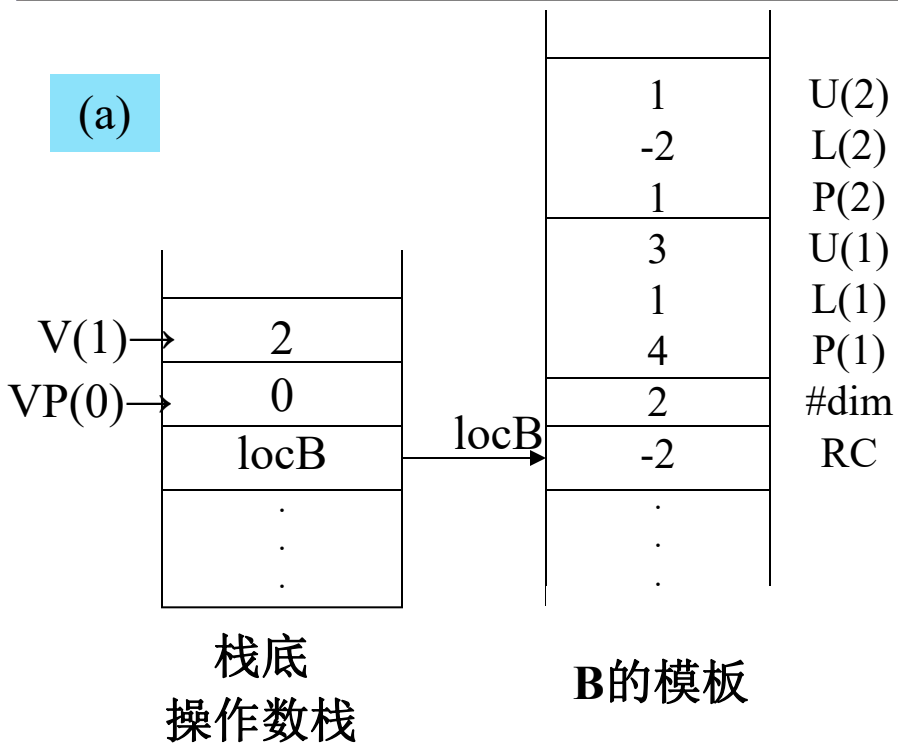 (a)
1 U(2)
-2 L(2)
1 P(2)
3 U(1)
1 L(1)
4 P(1)
2 #dim
-2 RC
V(1)→ 2
VP(0)→ 0
locB locB
栈底
操作数栈
B的模板